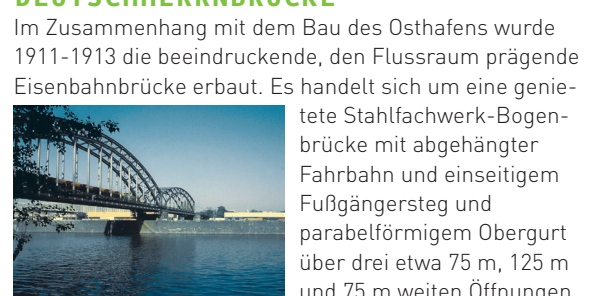 DEUTSCHHERRNBRÜCKE
Im Zusammenhang mit dem Bau des Osthafens wurde
1911-1913 die beeindruckende, den Flussraum prägende
Eisenbahnbrücke erbaut. Es handelt sich um eine genie-
tete Stahlfachwerk-Bogen-
brücke mit abgehängter
Fahrbahn und einseitigem
Fußgängersteg und
parabelförmigem Obergurt
über drei etwa 75 m, 125 m
und 75 m weiten Öffnungen